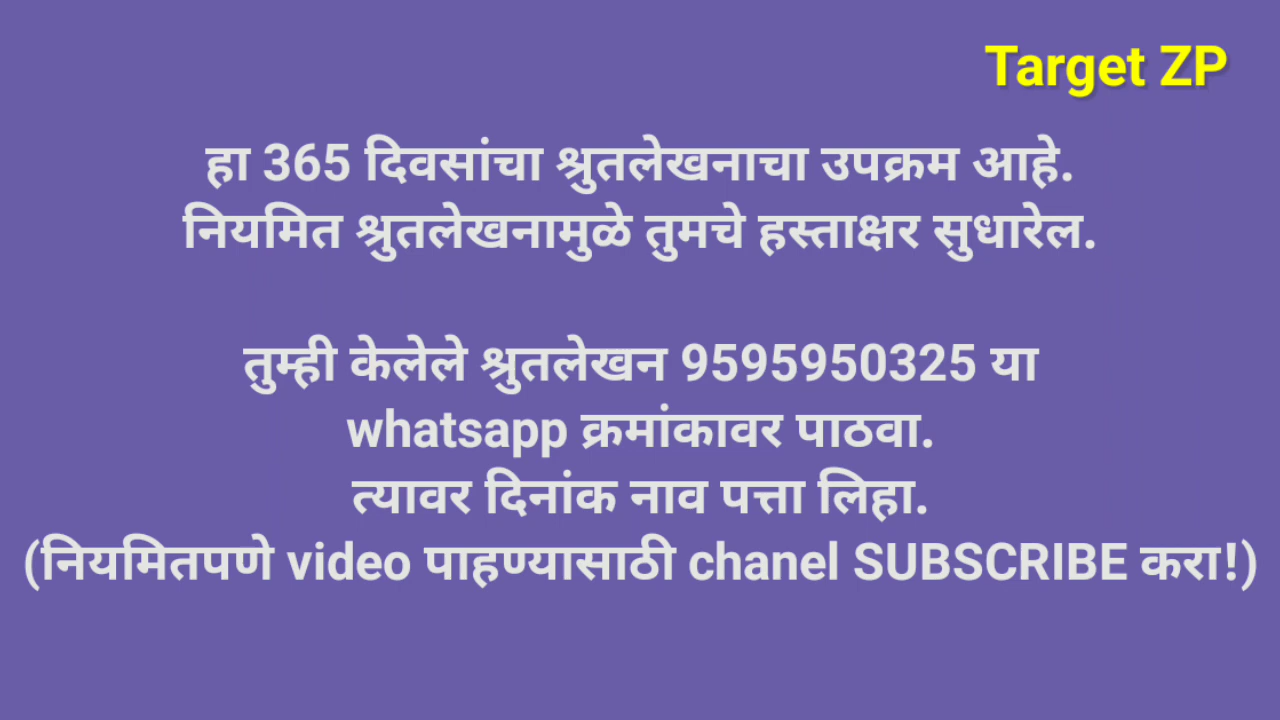 Target ZP
हा 365 दिवसांचा श्रुतलेखनाचा उपक्रम आहे.
नियमित श्रुतलेखनामुळे तुमचे हस्ताक्षर सुधारेल.
तुम्ही केलेले श्रुतलेखन 9595950325 या
whatsapp क्रमांकावर पाठवा.
त्यावर दिनांक नाव पत्ता लिहा.
(नियमितपणे video पाहण्यासाठी chanel SUBSCRIBE करा!)